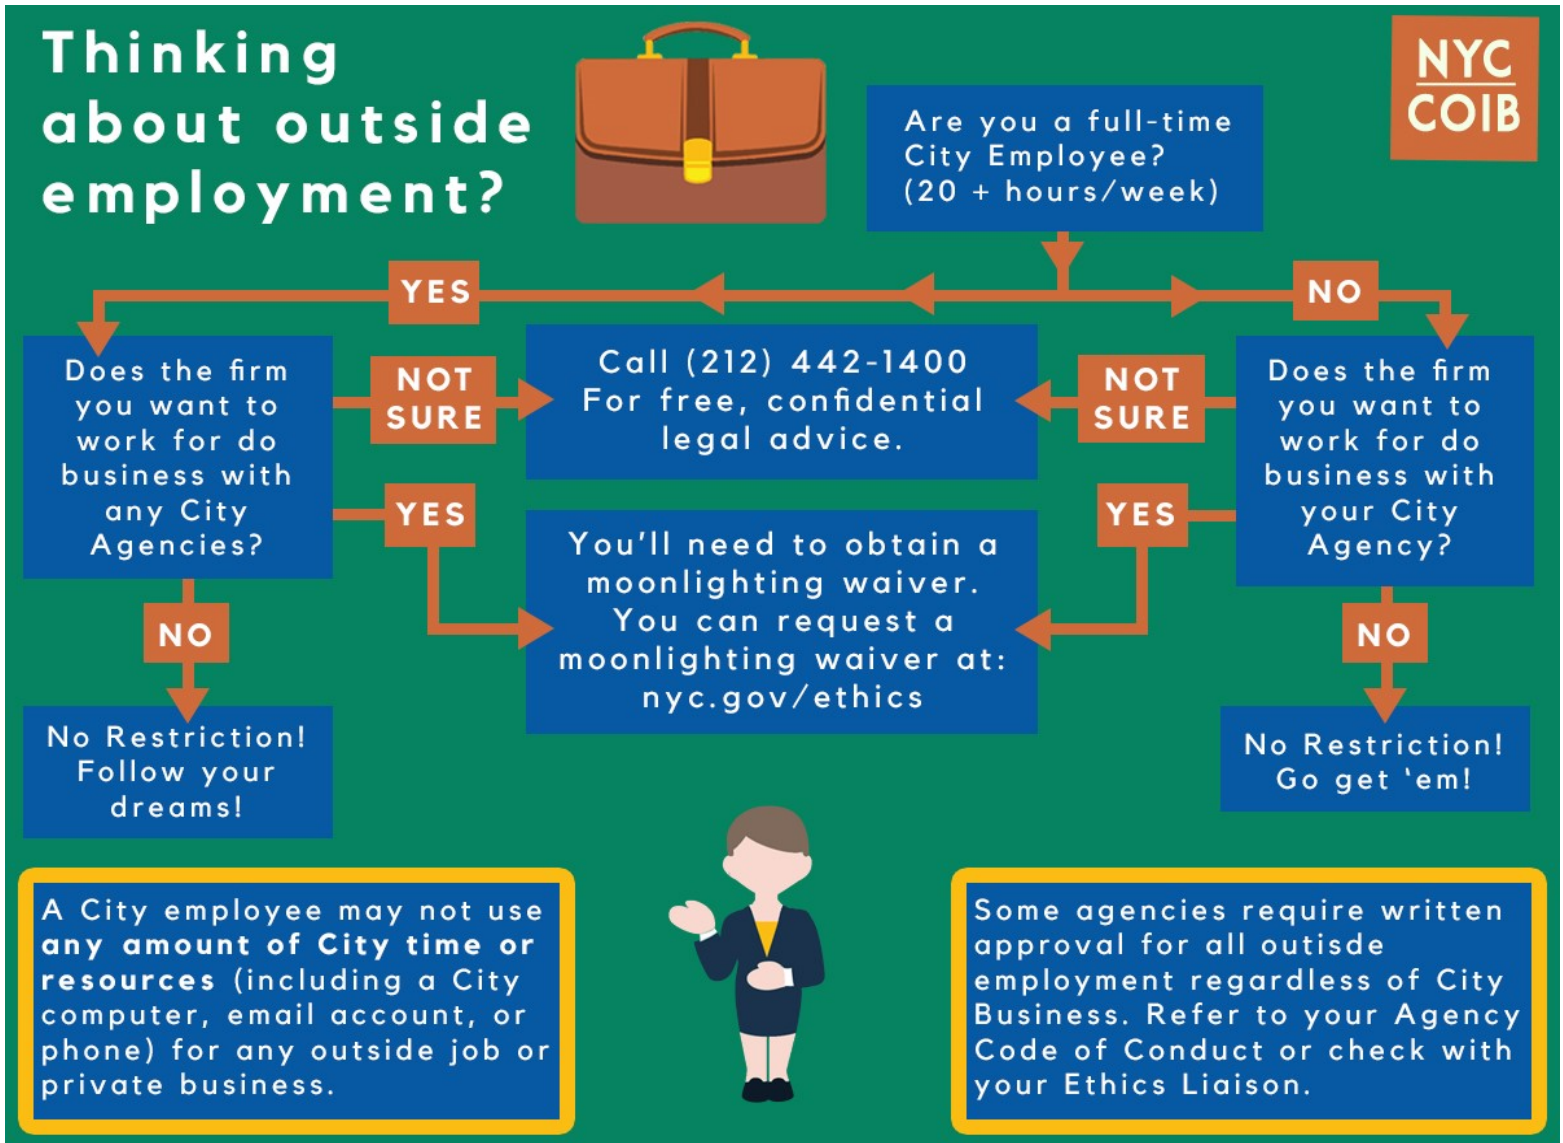 Thinking
about outside
employment?
NYC
COIB
Are you a full-time
City Employee?
(20 + hours/week)
YES
NO
Does the firm
you want to
work for do
business with
any City
Agencies?
NOT
SURE
Call (212) 442-1400
For free, confidential
legal advice.
NOT
SURE
Does the firm
you want to
work for do
business with
your City
Agency?
YES
You'll need to obtain a
moonlighting waiver.
You can request a
moonlighting waiver at:
nyc.gov/ethics
YES
NO
NO
No Restriction!
Follow your
dreams!
No Restriction!
Go get ‘em!
A City employee may not use
any amount of City time or
resources (including a City
computer, email account, or
phone) for any outside job or
private business.
Some agencies require written
approval for all outisde
employment regardless of City
Business. Refer to your Agency
Code of Conduct or check with
your Ethics Liaison.